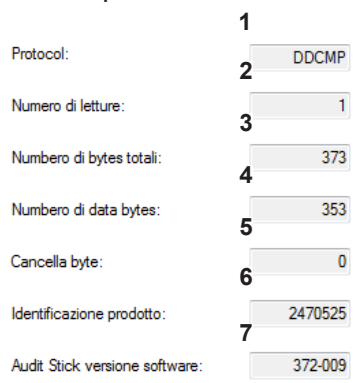 1
Protocol: DDCMP
2
Numero di letture: 1
3
Numbero di bytes totali: 373
4
Numbero di data bytes: 353
5
Cancella byte: 0
6
Identificazione prodotto: 2470525
7
Audit Stick versione software: 372-009